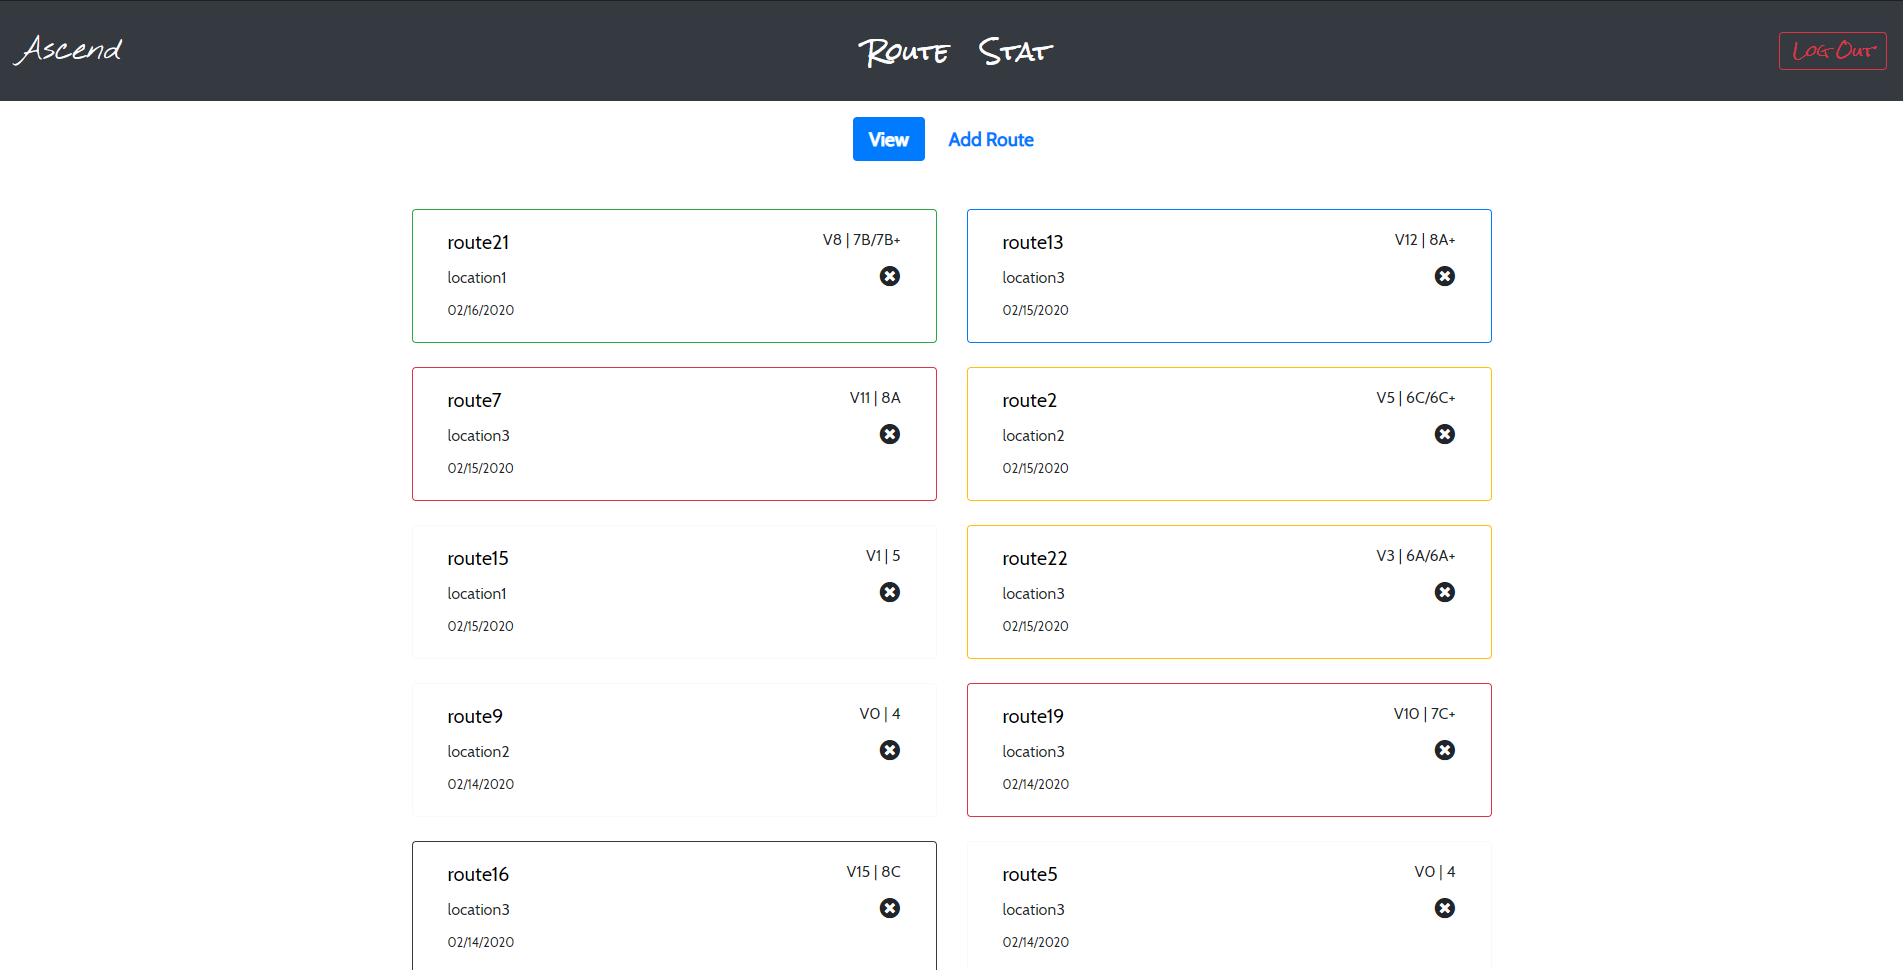 Ascend
Route Stat
Log Out
View Add Route
route21 V8 | 7B/7B+
location1
02/16/2020
route13 V12 | 8A+
location3
02/15/2020
route7 V11 | 8A
location3
02/15/2020
route2 V5 | 6C/6C+
location2
02/15/2020
route15 V1 | 5
location1
02/15/2020
route22 V3 | 6A/6A+
location3
02/15/2020
route9 V0 | 4
location2
02/14/2020
route19 V10 | 7C+
location3
02/14/2020
route16 V15 | 8C
location3
02/14/2020
route5 V0 | 4
location3
02/14/2020